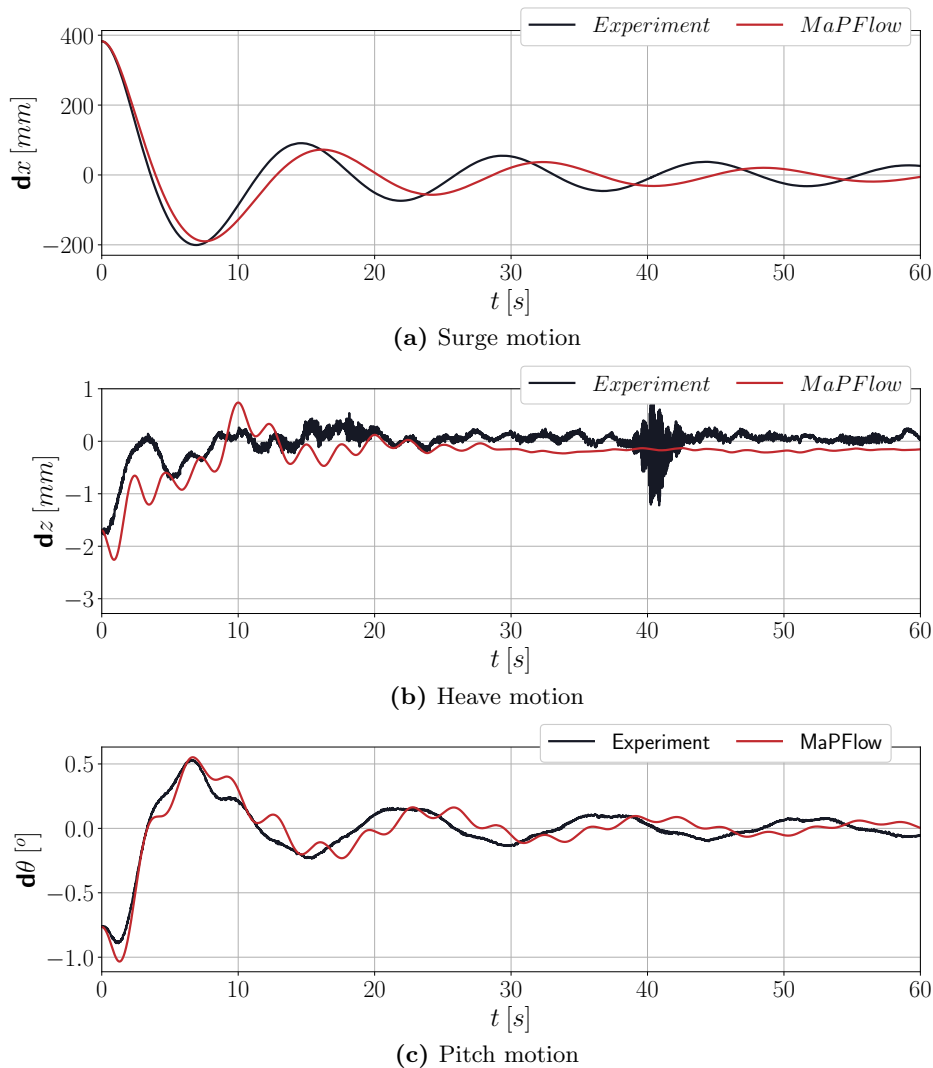 Experiment MaPFlow
400
200
0
−200
dx [mm]
0 10 20 30 40 50 60
t [s]
(a) Surge motion
Experiment MaPFlow
1
0
−1
−2
−3
dz [mm]
0 10 20 30 40 50 60
t [s]
(b) Heave motion
Experiment MaPFlow
0.5
0.0
−0.5
−1.0
dθ [°]
0 10 20 30 40 50 60
t [s]
(c) Pitch motion